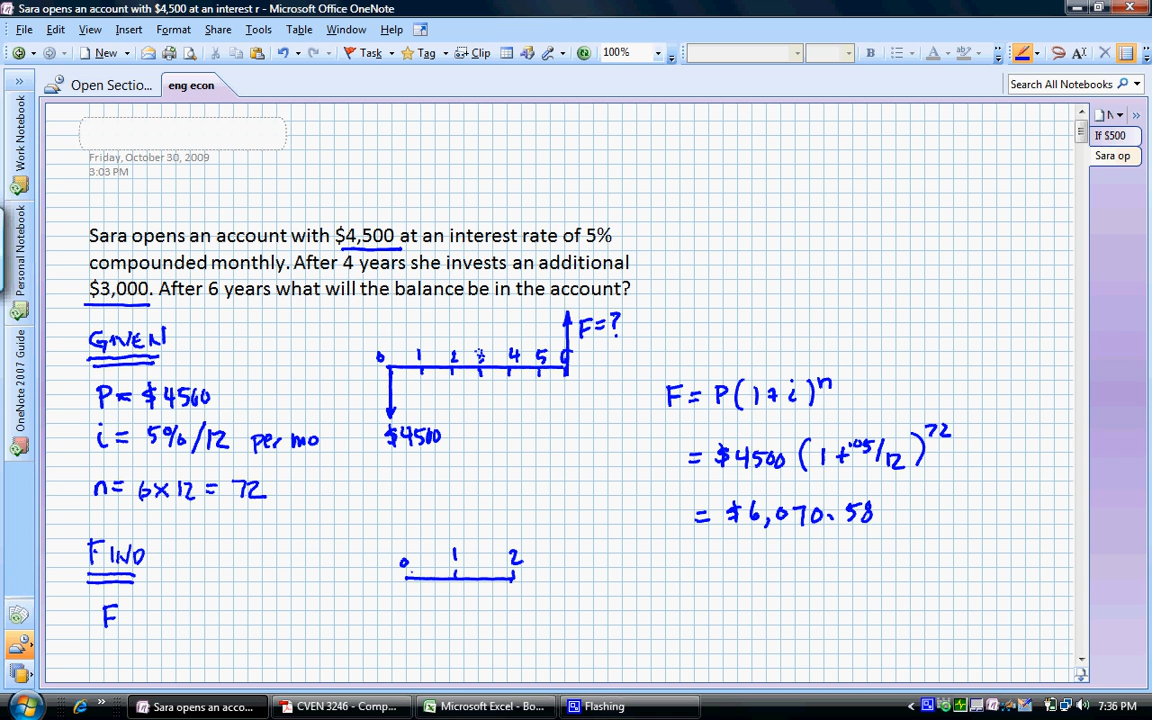 Sara opens an account with $4,500 at an interest r - Microsoft Office OneNote
File Edit View Insert Format Share Tools Table Window Help
New Task Tag Clip 100% B A ab A
Open Sectio... eng econ Search All Notebooks
Work Notebook
Personal Notebook
OneNote 2007 Guide
N
If $500
Sara op
Friday, October 30, 2009
3:03 PM
Sara opens an account with $4,500 at an interest rate of 5%
compounded monthly. After 4 years she invests an additional
$3,000. After 6 years what will the balance be in the account?
GIVEN
P = $4500
i = 5%/12 per mo
n = 6 x 12 = 72
FIND
F
F = ?
0 1 2 3 4 5 6
$4500
0 1 2
F = P(1+i)^n
= $4500 (1 + .05/12)^72
= $6,070.58
Sara opens an acco... CVEN 3246 - Comp... Microsoft Excel - Bo... Flashing 7:36 PM